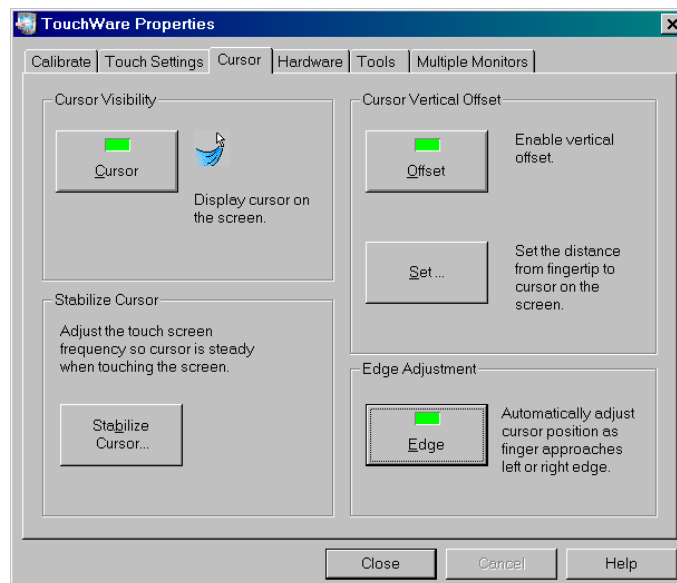 TouchWare Properties
Calibrate Touch Settings Cursor Hardware Tools Multiple Monitors
Cursor Visibility
Cursor
Display cursor on
the screen.
Stabilize Cursor
Adjust the touch screen
frequency so cursor is steady
when touching the screen.
Stabilize
Cursor...
Cursor Vertical Offset
Offset
Enable vertical
offset.
Set ...
Set the distance
from fingertip to
cursor on the
screen.
Edge Adjustment
Edge
Automatically adjust
cursor position as
finger approaches
left or right edge.
Close Cancel Help